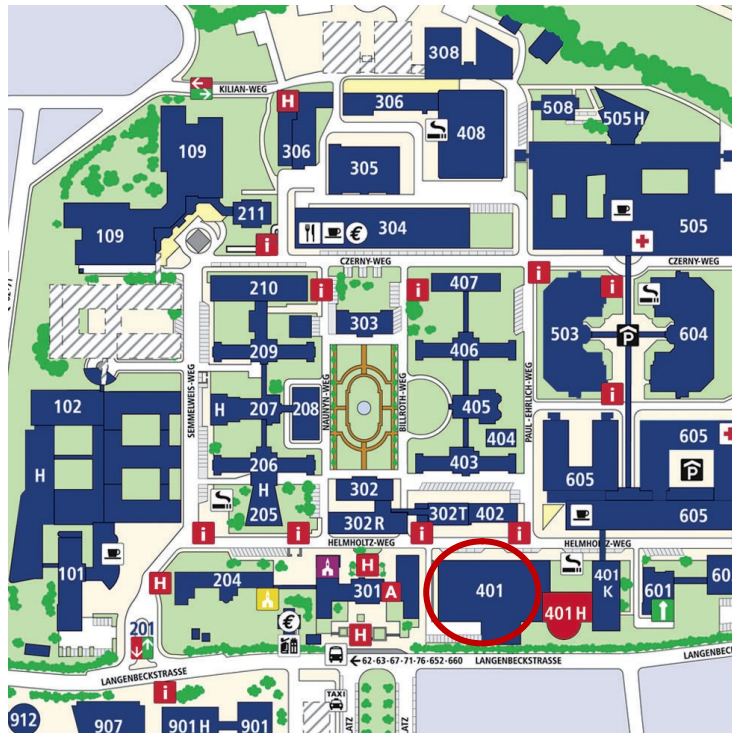 308
KILIAN-WEG
H
306
306
408
508
505 H
109
305
211
109
304
505
i
CZERNY-WEG
CZERNY-WEG
210
i
i
407
i
i
303
503
604
209
406
P
SEMMELWEIS-WEG
NAUNYN-WEG
BILLROTH-WEG
PAUL-EHRLICH-WEG
i
102
H
207
208
405
404
605
H
206
403
605
P
H
205
302
302T
402
605
i
i
302 R
i
i
HELMHOLTZ-WEG
HELMHOLTZ-WEG
101
H
204
H
301
A
401
401
K
601
401 H
201
H
62·63·67·71·76·652·660
LANGENBECKSTRASSE
LANGENBECKSTRASSE
i
TAXI
912
907
901 H
901